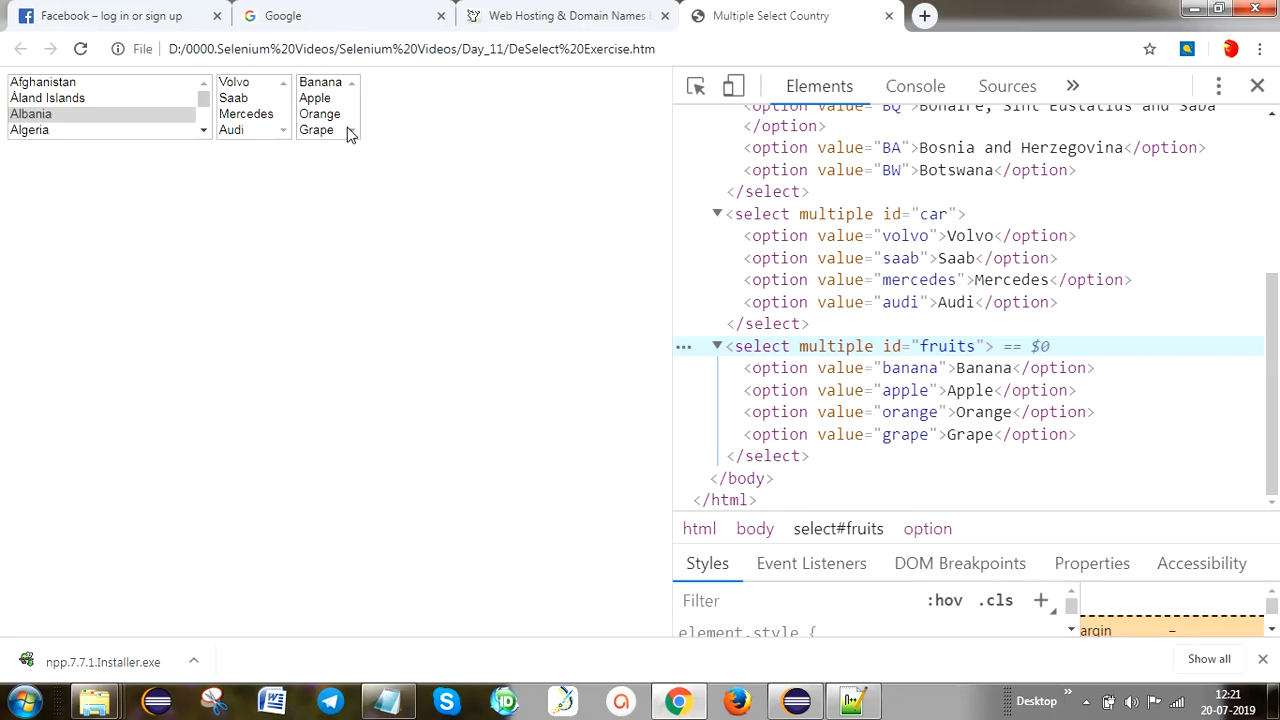 Facebook – log in or sign up
Google
Web Hosting & Domain Names
Multiple Select Country
File
D:/0000.Selenium%20Videos/Selenium%20Videos/Day_11/DeSelect%20Exercise.htm
Afghanistan
Åland Islands
Albania
Algeria
Volvo
Saab
Mercedes
Audi
Banana
Apple
Orange
Grape
Elements
Console
»
<option value="BQ">Bonaire, Sint Eustatius and Saba
</option>
<option value="BA">Bosnia and Herzegovina</option>
<option value="BW">Botswana</option>
</select>
<select multiple id="car">
<option value="volvo">Volvo</option>
<option value="saab">Saab</option>
<option value="mercedes">Mercedes</option>
<option value="audi">Audi</option>
</select>
<select multiple id="fruits"> == $0
<option value="banana">Banana</option>
<option value="apple">Apple</option>
<option value="orange">Orange</option>
<option value="grape">Grape</option>
</select>
</body>
</html>
html body select#fruits option
Styles Event Listeners DOM Breakpoints Properties Accessibility
Filter :hov .cls +
element.style {
argin –
npp.7.7.1.Installer.exe
Show all
Desktop »
12:21
20-07-2019